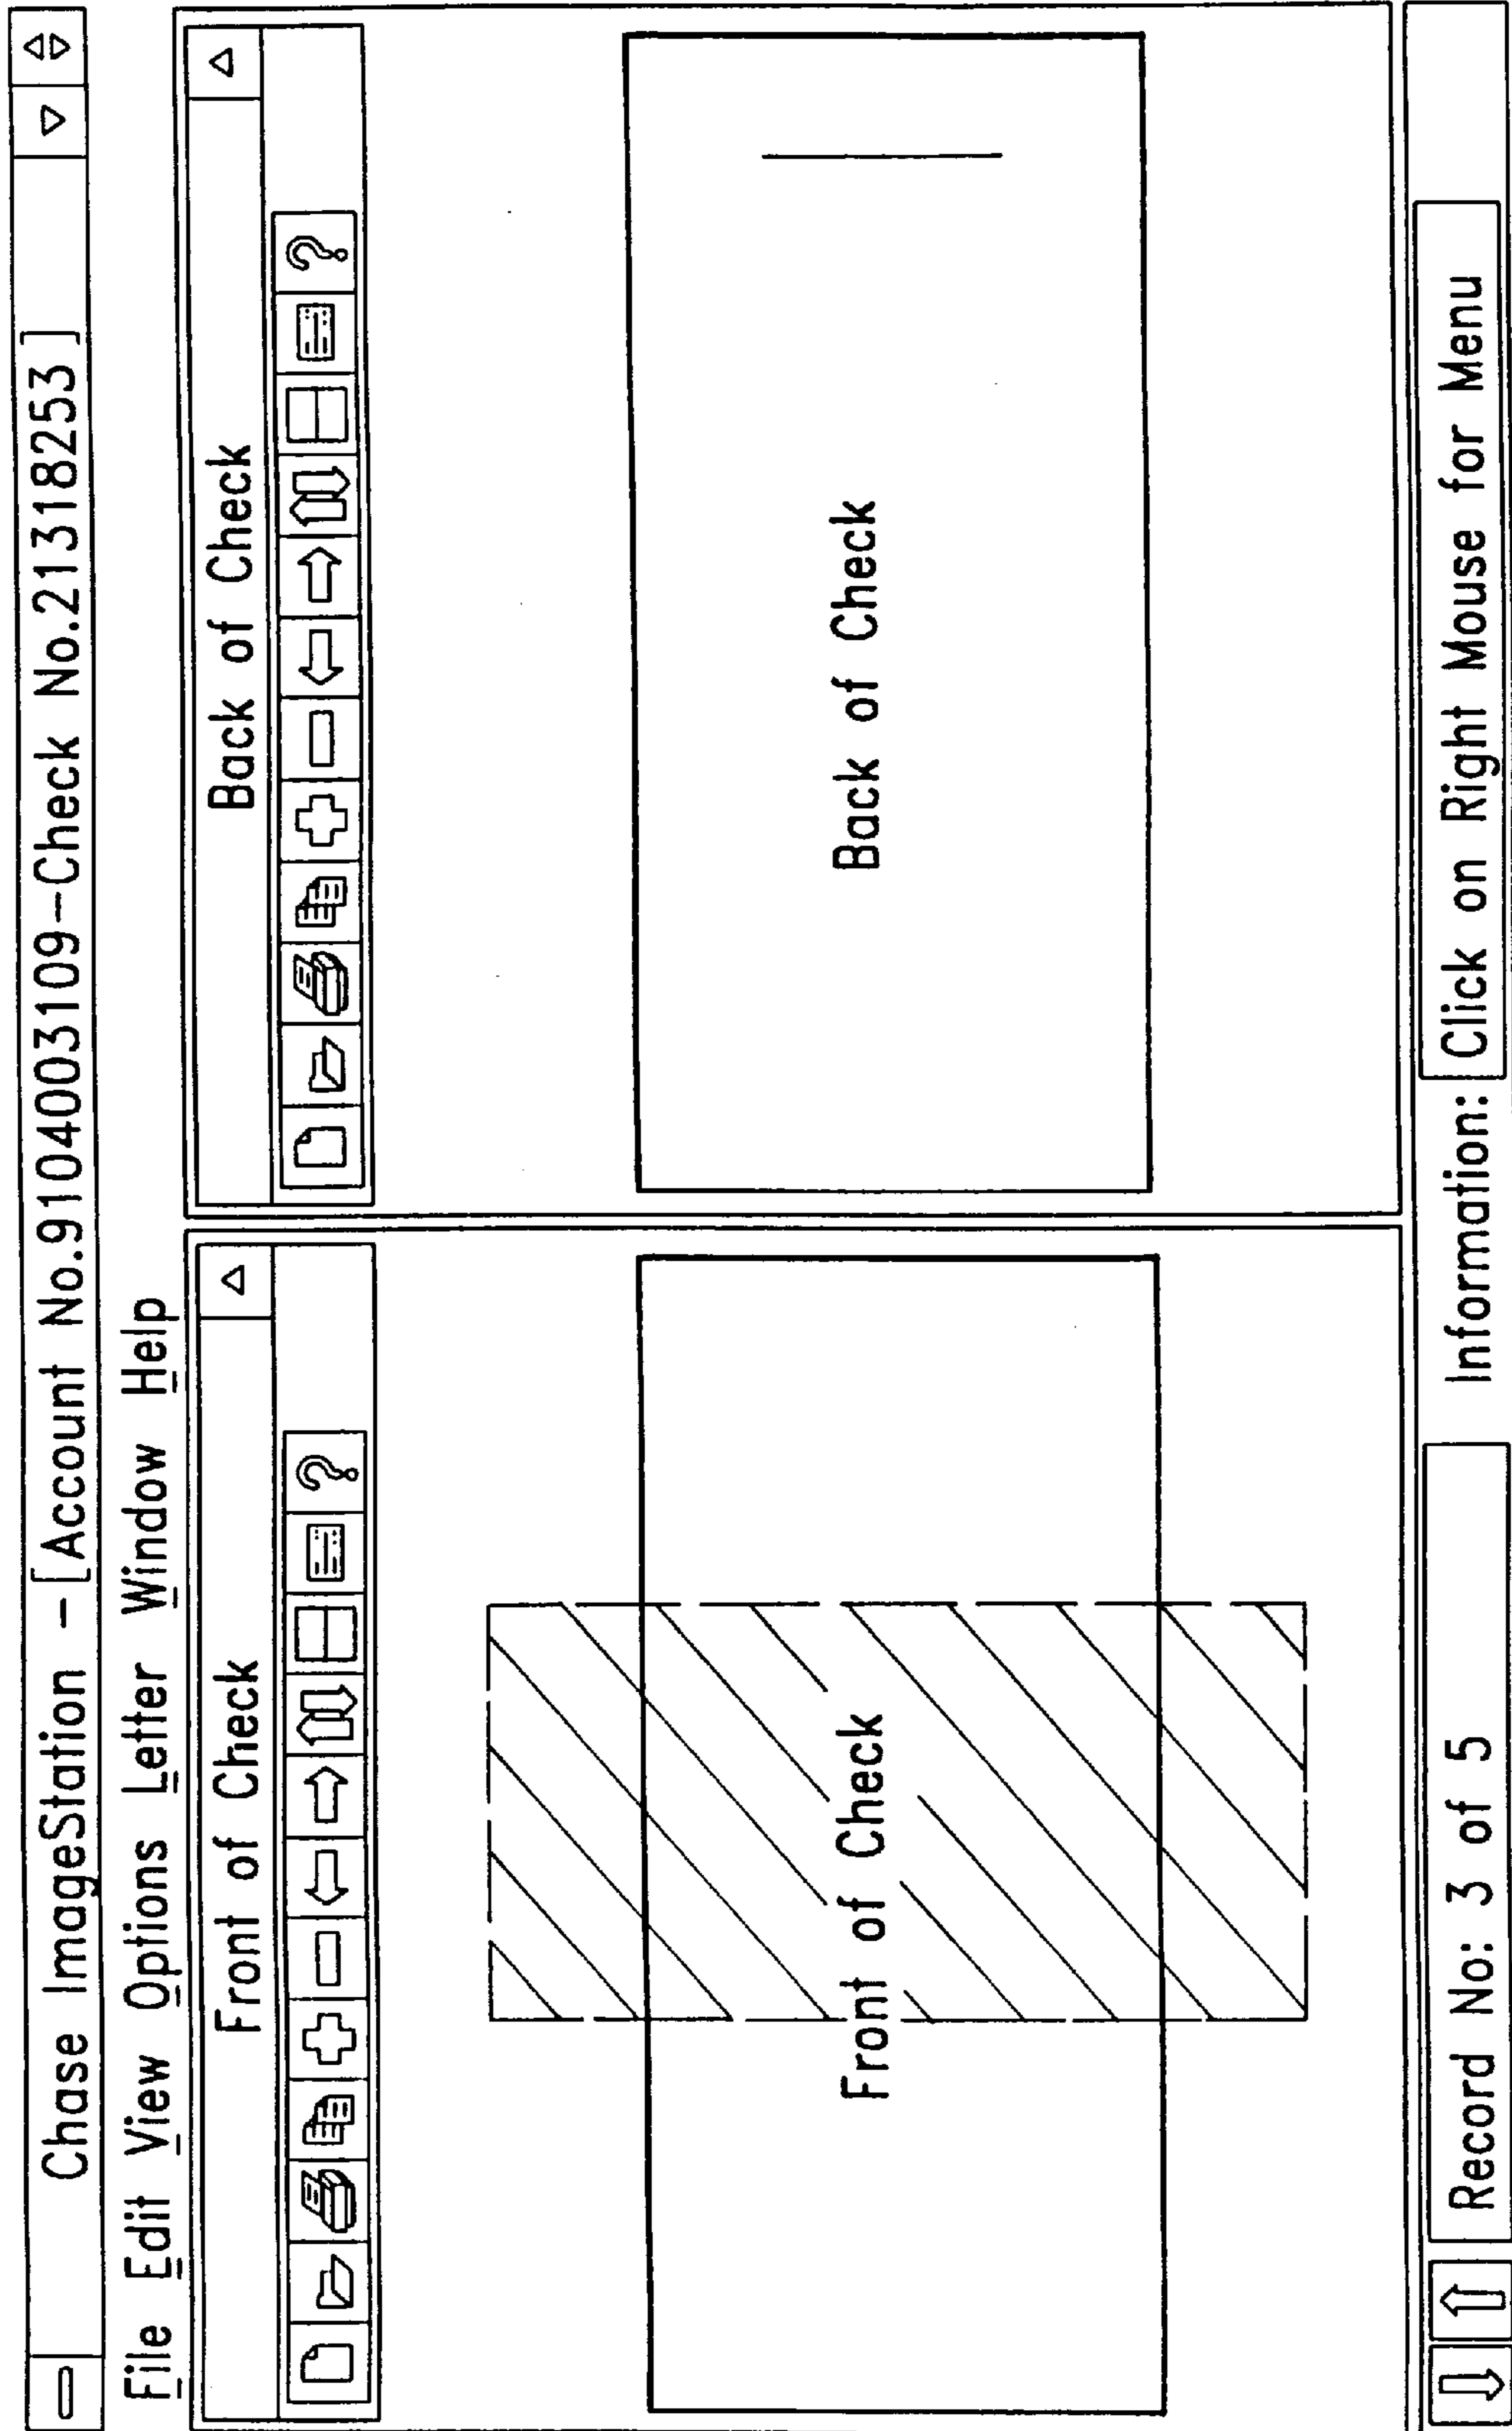 Chase ImageStation -[Account No.9104003109-Check No.21318253 ]
File Edit View Options Letter Window Help
Front of Check
?
Front of Check
Back of Check
?
Back of Check
Record No: 3 of 5
Information: Click on Right Mouse for Menu